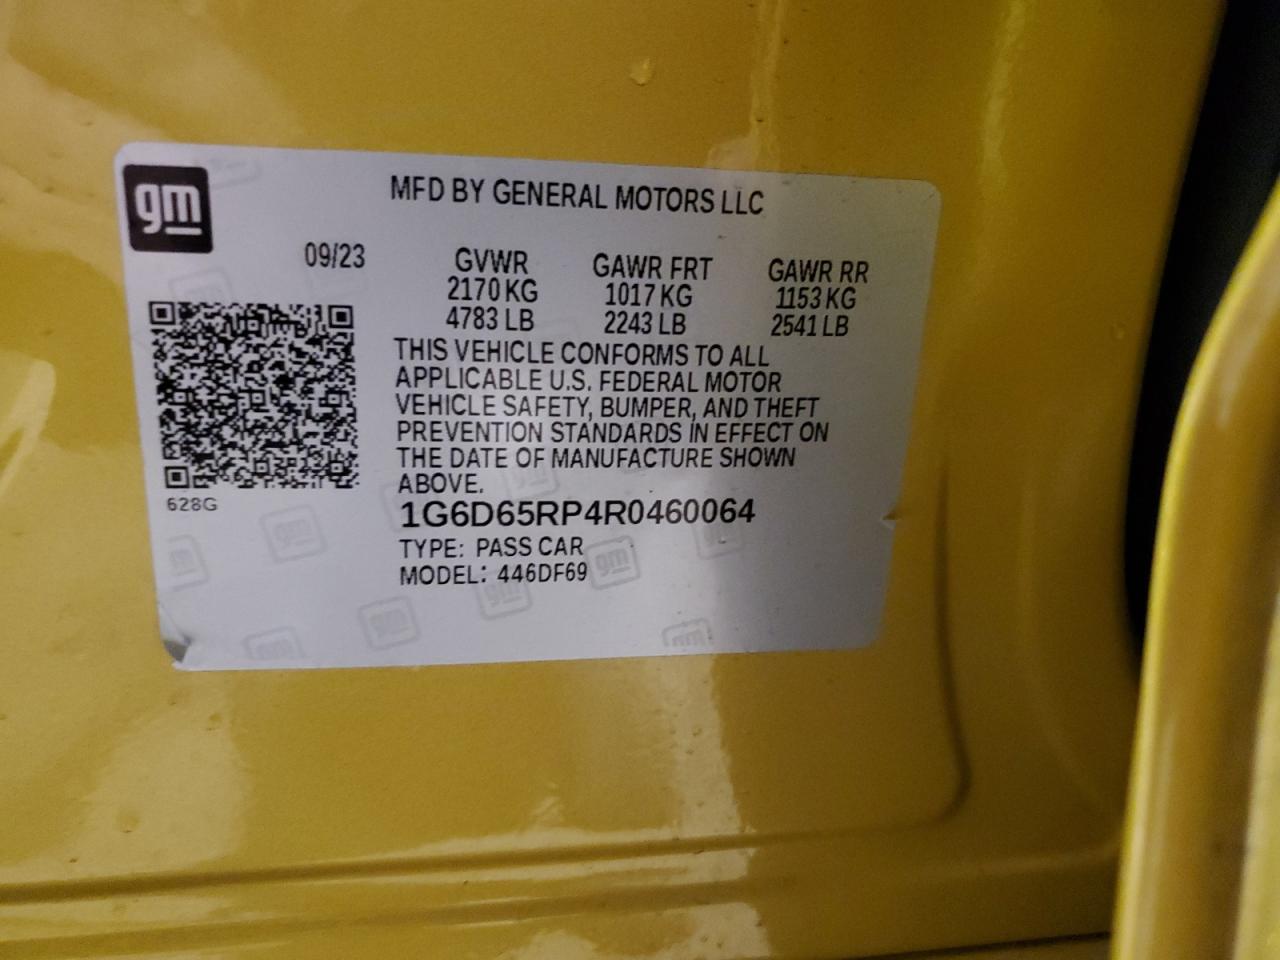 gm
MFD BY GENERAL MOTORS LLC
09/23
GVWR GAWR FRT GAWR RR
2170 KG 1017 KG 1153 KG
4783 LB 2243 LB 2541 LB
THIS VEHICLE CONFORMS TO ALL
APPLICABLE U.S. FEDERAL MOTOR
VEHICLE SAFETY, BUMPER, AND THEFT
PREVENTION STANDARDS IN EFFECT ON
THE DATE OF MANUFACTURE SHOWN
ABOVE.
628G
1G6D65RP4R0460064
TYPE: PASS CAR
MODEL: 446DF69